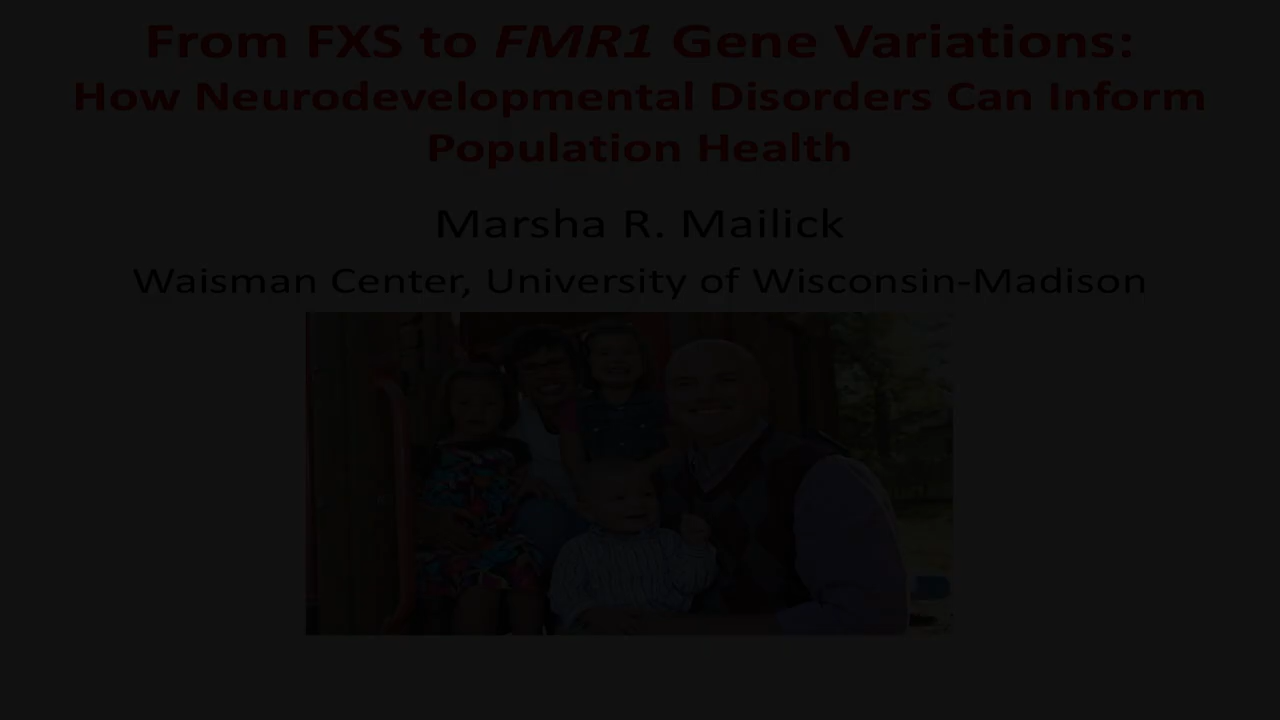 From FXS to FMR1 Gene Variations:
How Neurodevelopmental Disorders Can Inform
Population Health
Marsha R. Mailick
Waisman Center, University of Wisconsin-Madison